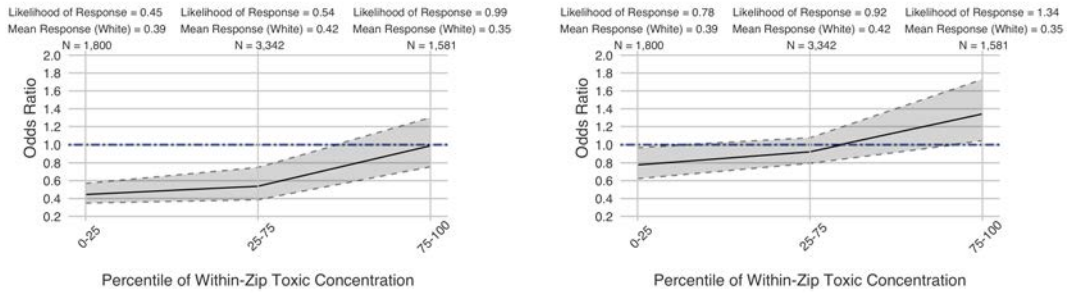 Likelihood of Response = 0.45 Likelihood of Response = 0.54 Likelihood of Response = 0.99
Mean Response (White) = 0.39 Mean Response (White) = 0.42 Mean Response (White) = 0.35
N = 1,800 N = 3,342 N = 1,581
2.0
1.8
1.6
1.4
1.2
1.0
0.8
0.6
0.4
0.2
Odds Ratio
0-25 25-75 75-100
Percentile of Within-Zip Toxic Concentration
Likelihood of Response = 0.78 Likelihood of Response = 0.92 Likelihood of Response = 1.34
Mean Response (White) = 0.39 Mean Response (White) = 0.42 Mean Response (White) = 0.35
N = 1,800 N = 3,342 N = 1,581
2.0
1.8
1.6
1.4
1.2
1.0
0.8
0.6
0.4
0.2
Odds Ratio
0-25 25-75 75-100
Percentile of Within-Zip Toxic Concentration